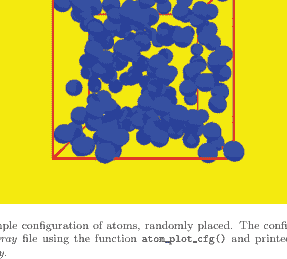 mple configuration of atoms, randomly placed. The confi
ray file using the function atom_plot_cfg() and printed
y.